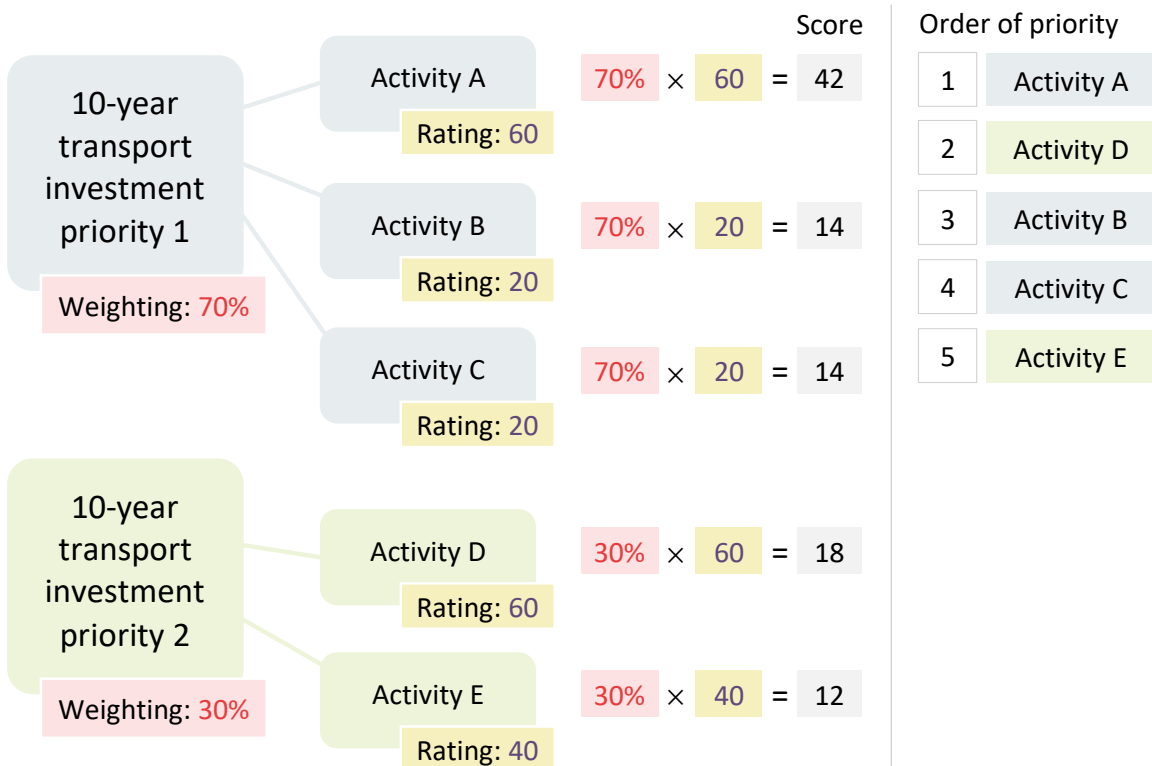 Score
Order of priority
10-year
transport
investment
priority 1
Weighting: 70%
Activity A
Rating: 60
70% × 60 = 42
Activity B
Rating: 20
70% × 20 = 14
Activity C
Rating: 20
70% × 20 = 14
10-year
transport
investment
priority 2
Weighting: 30%
Activity D
Rating: 60
30% × 60 = 18
Activity E
Rating: 40
30% × 40 = 12
1 Activity A
2 Activity D
3 Activity B
4 Activity C
5 Activity E